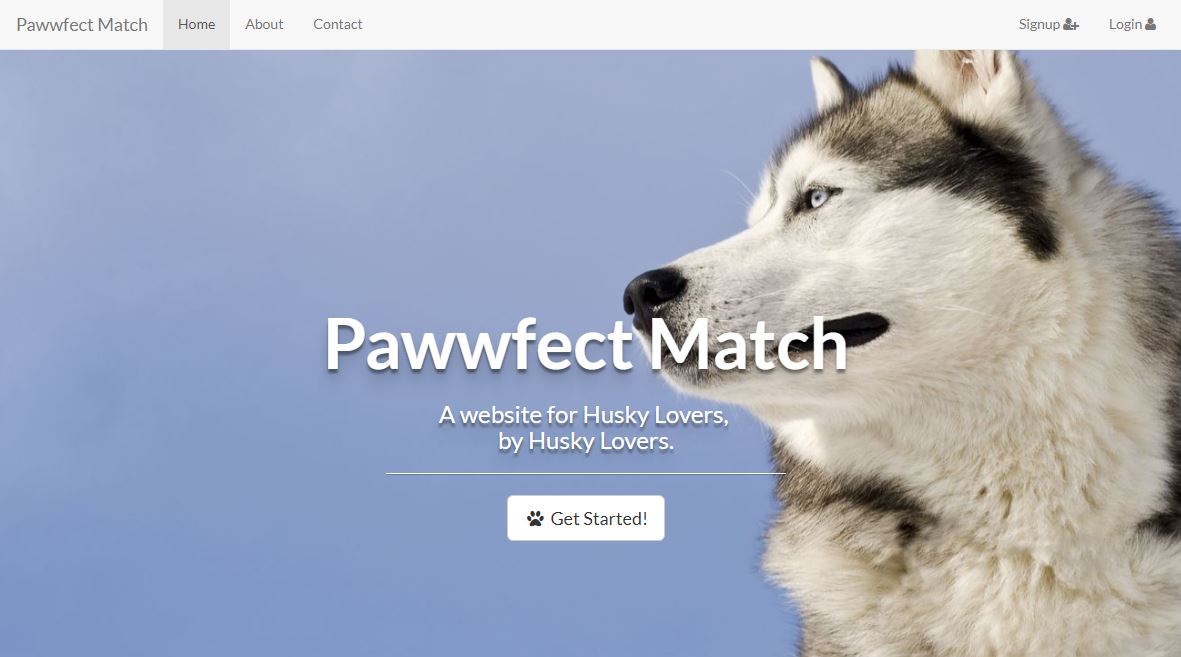 Pawwfect Match Home About Contact Signup Login
Pawwfect Match
A website for Husky Lovers,
by Husky Lovers.
Get Started!